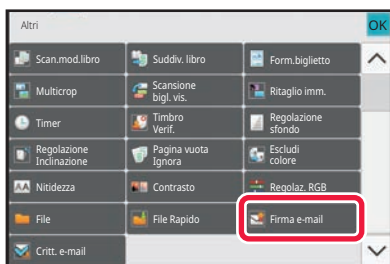 Altri
OK
Scan.mod.libro
Suddiv. libro
Form.biglietto
Multicrop
Scansione
bigl. vis.
Ritaglio imm.
Timer
Timbro
Verif.
Regolazione
sfondo
Regolazione
Inclinazione
Pagina vuota
Ignora
Escludi
colore
Nitidezza
Contrasto
Regolaz. RGB
File
File Rapido
Firma e-mail
Critt. e-mail